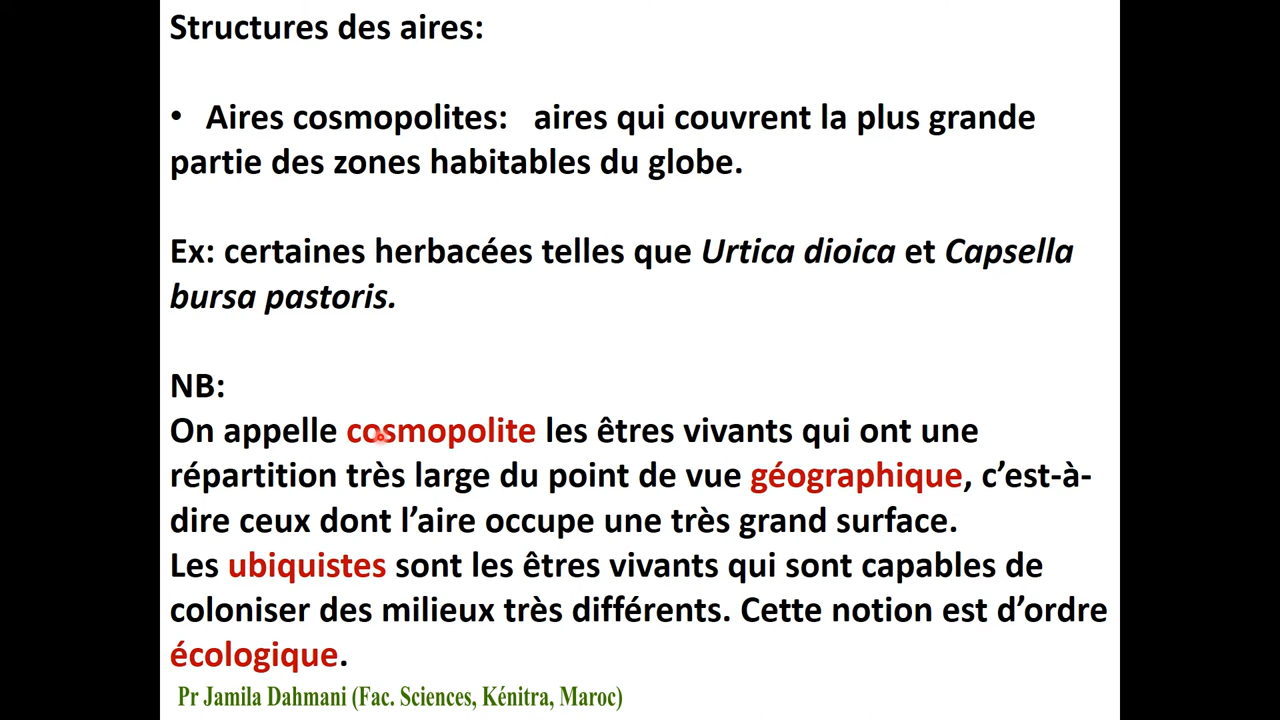 Structures des aires:
• Aires cosmopolites: aires qui couvrent la plus grande
partie des zones habitables du globe.
Ex: certaines herbacées telles que Urtica dioica et Capsella
bursa pastoris.
NB:
On appelle cosmopolite les êtres vivants qui ont une
répartition très large du point de vue géographique, c’est-à-
dire ceux dont l’aire occupe une très grand surface.
Les ubiquistes sont les êtres vivants qui sont capables de
coloniser des milieux très différents. Cette notion est d’ordre
écologique.
Pr Jamila Dahmani (Fac. Sciences, Kénitra, Maroc)